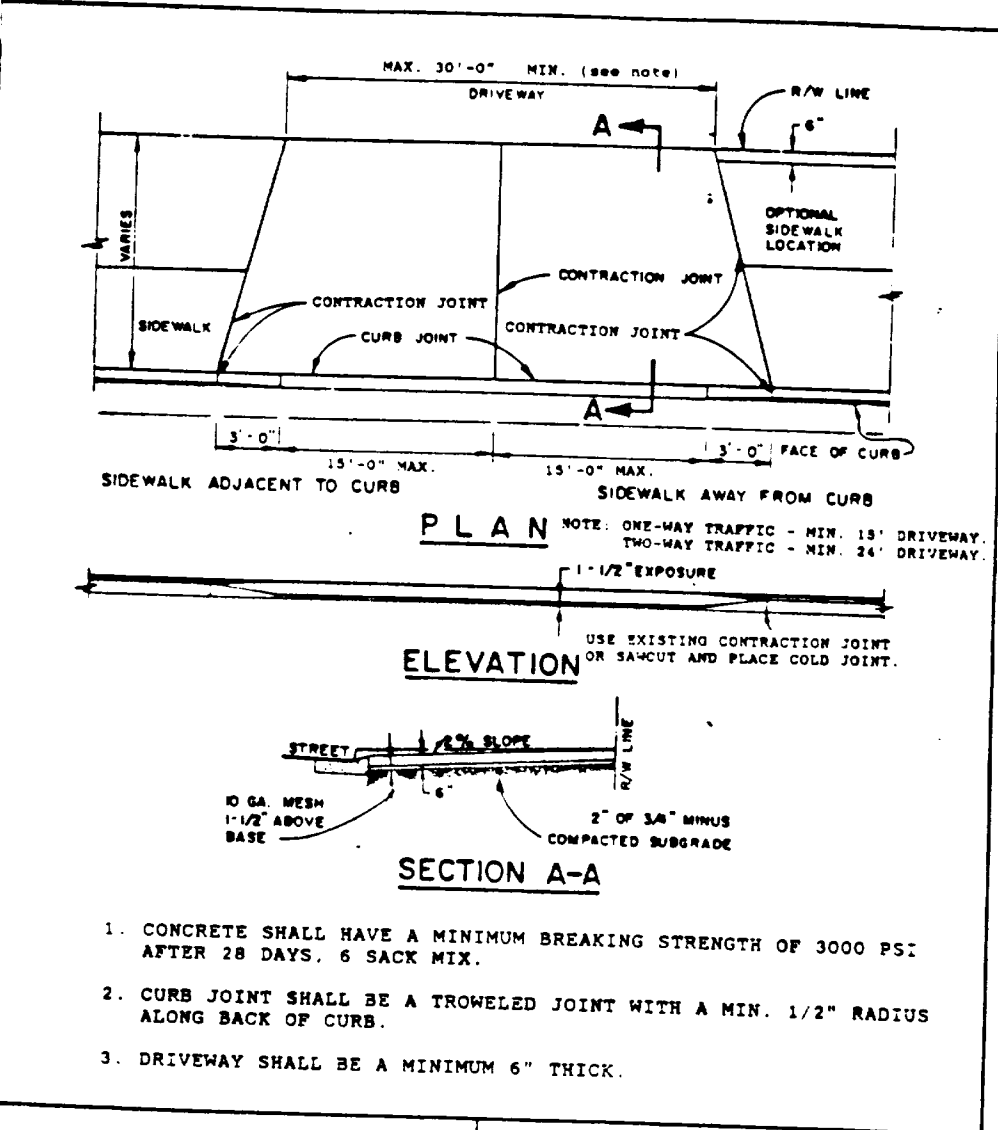 MAX. 30'-0" MIN. (see note)
DRIVEWAY
R/W LINE
A
6"
OPTIONAL
SIDEWALK
LOCATION
VARIES
CONTRACTION JOINT
CONTRACTION JOINT
SIDEWALK
CURB JOINT
CONTRACTION JOINT
A
3'-0"
15'-0" MAX.
15'-0" MAX.
3'-0"
FACE OF CURB
SIDEWALK ADJACENT TO CURB
SIDEWALK AWAY FROM CURB
PLAN
NOTE: ONE-WAY TRAFFIC - MIN. 15' DRIVEWAY.
TWO-WAY TRAFFIC - MIN. 24' DRIVEWAY.
1-1/2" EXPOSURE
USE EXISTING CONTRACTION JOINT
OR SAWCUT AND PLACE COLD JOINT.
ELEVATION
STREET
2% SLOPE
R/W LINE
6"
10 GA. MESH
1-1/2" ABOVE
BASE
2" OF 3/4" MINUS
COMPACTED SUBGRADE
SECTION A-A
1. CONCRETE SHALL HAVE A MINIMUM BREAKING STRENGTH OF 3000 PSI
AFTER 28 DAYS, 6 SACK MIX.
2. CURB JOINT SHALL BE A TROWELED JOINT WITH A MIN. 1/2" RADIUS
ALONG BACK OF CURB.
3. DRIVEWAY SHALL BE A MINIMUM 6" THICK.